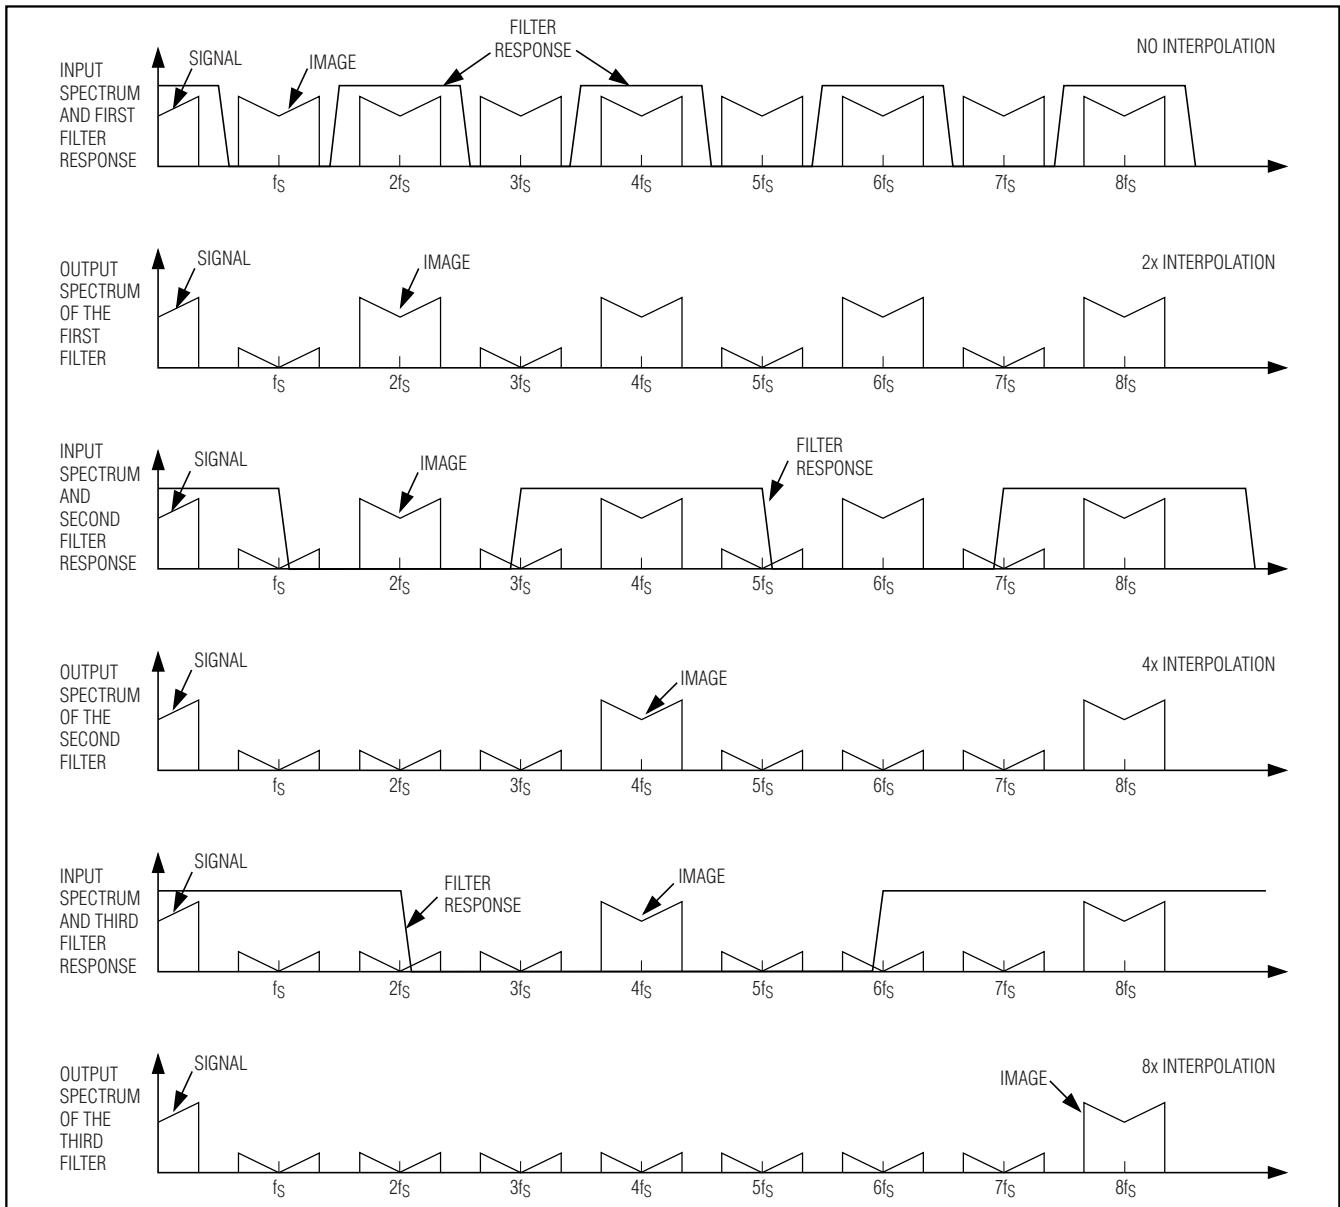 FILTER
RESPONSE
NO INTERPOLATION
SIGNAL
IMAGE
INPUT
SPECTRUM
AND FIRST
FILTER
RESPONSE
fS
2fS
3fS
4fS
5fS
6fS
7fS
8fS
SIGNAL
IMAGE
2x INTERPOLATION
OUTPUT
SPECTRUM
OF THE
FIRST
FILTER
fS
2fS
3fS
4fS
5fS
6fS
7fS
8fS
INPUT
SPECTRUM
AND
SECOND
FILTER
RESPONSE
SIGNAL
IMAGE
FILTER
RESPONSE
fS
2fS
3fS
4fS
5fS
6fS
7fS
8fS
SIGNAL
IMAGE
4x INTERPOLATION
OUTPUT
SPECTRUM
OF THE
SECOND
FILTER
fS
2fS
3fS
4fS
5fS
6fS
7fS
8fS
INPUT
SPECTRUM
AND THIRD
FILTER
RESPONSE
SIGNAL
FILTER
RESPONSE
IMAGE
fS
2fS
3fS
4fS
5fS
6fS
7fS
8fS
SIGNAL
IMAGE
8x INTERPOLATION
OUTPUT
SPECTRUM
OF THE
THIRD
FILTER
fS
2fS
3fS
4fS
5fS
6fS
7fS
8fS